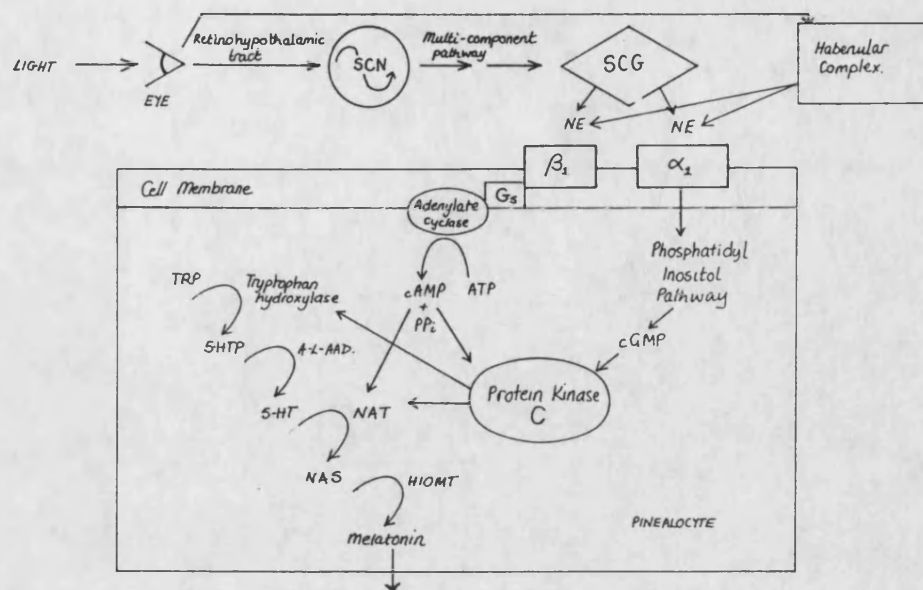 LIGHT
EYE
Retinohypothalamic
tract
SCN
Multi-component
pathway
SCG
Habenular
Complex.
NE
NE
β1
α1
Cell Membrane
Gs
Adenylate
cyclase
Phosphatidyl
Inositol
Pathway
cAMP
+
PPi
ATP
cGMP
TRP
Tryptophan
hydroxylase
5-HTP
A-L-AAD.
5-HT
NAT
Protein Kinase
C
NAS
HIOMT
Melatonin
PINEALOCYTE